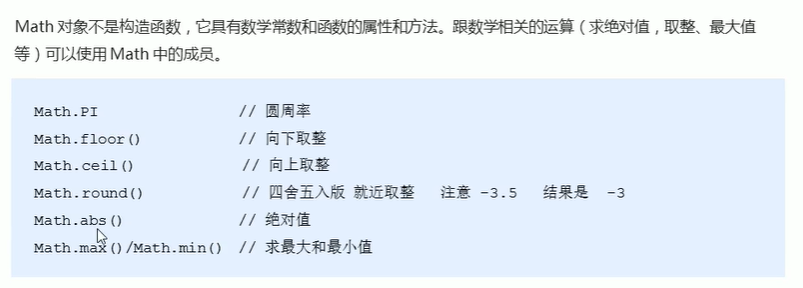 Math 对象不是构造函数，它具有数学常数和函数的属性和方法。跟数学相关的运算（求绝对值，取整、最大值
等）可以使用 Math 中的成员。
Math.PI // 圆周率
Math.floor() // 向下取整
Math.ceil() // 向上取整
Math.round() // 四舍五入版 就近取整 注意 -3.5 结果是 -3
Math.abs() // 绝对值
Math.max()/Math.min() // 求最大和最小值